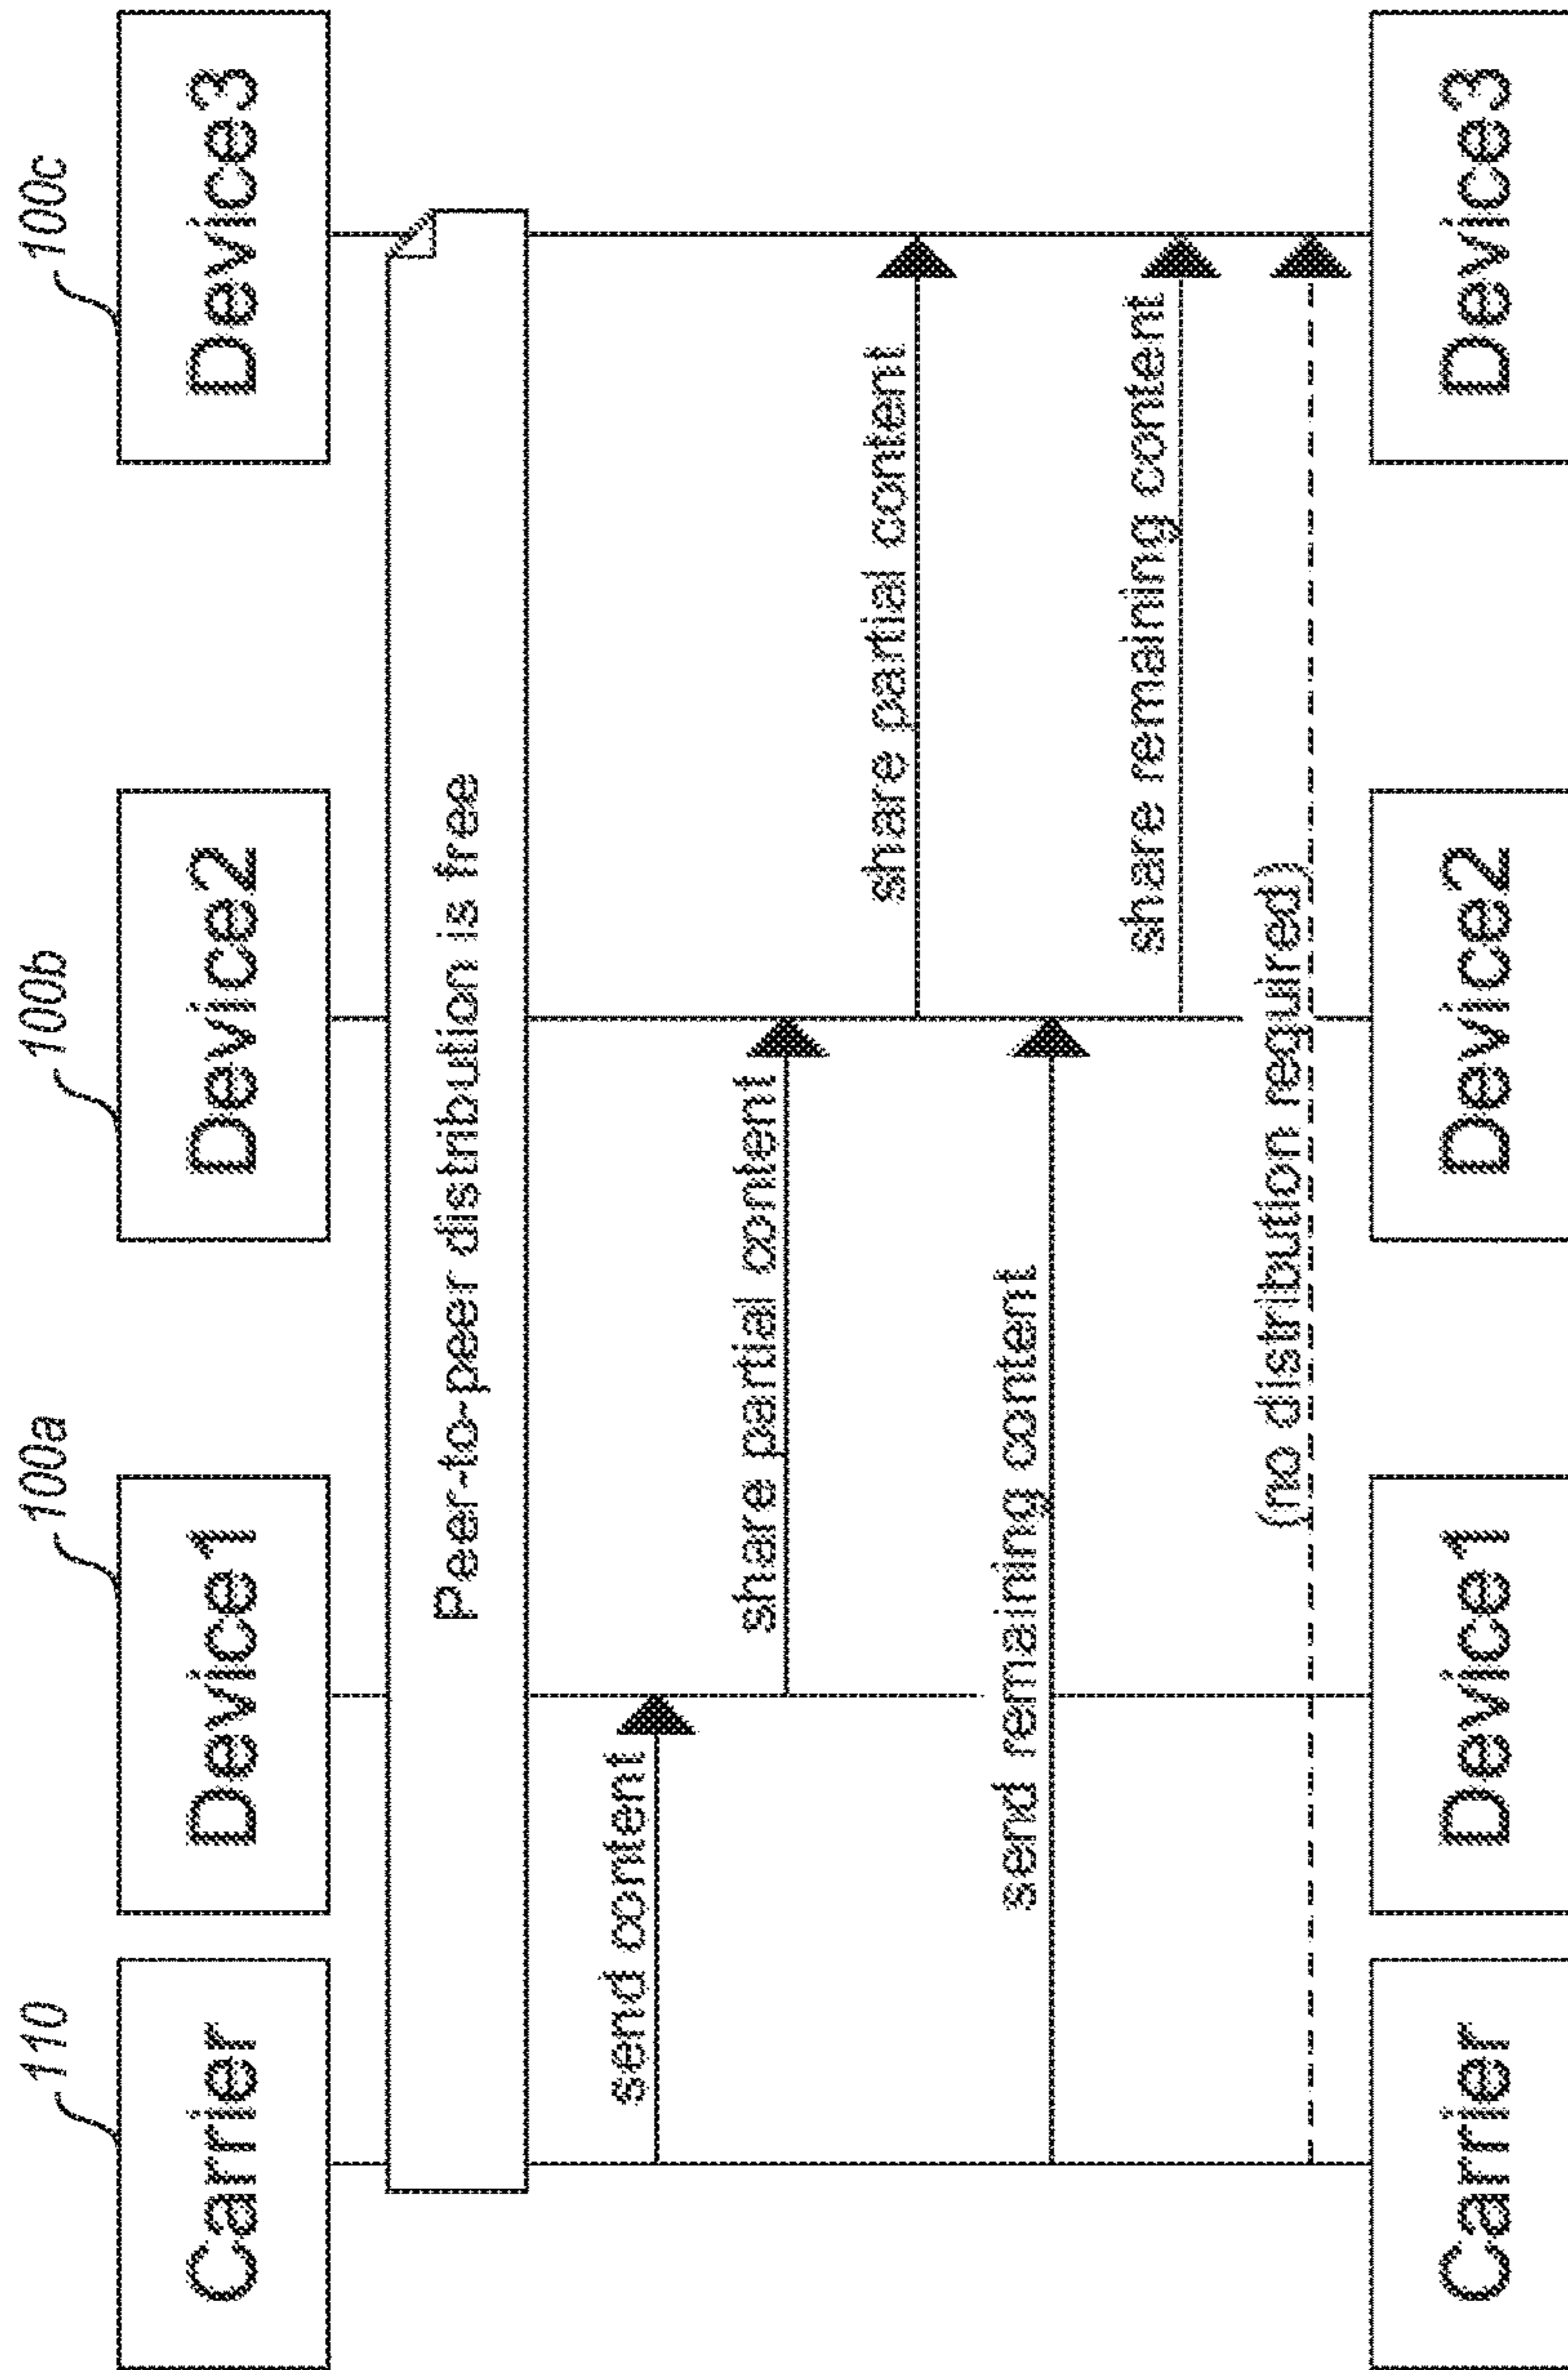 110
100a
100b
100c
Carrier
Device1
Device2
Device3
Peer-to-peer distribution is free
send content
share partial content
share partial content
send remaining content
share remaining content
(no distribution required)
Carrier
Device1
Device2
Device3